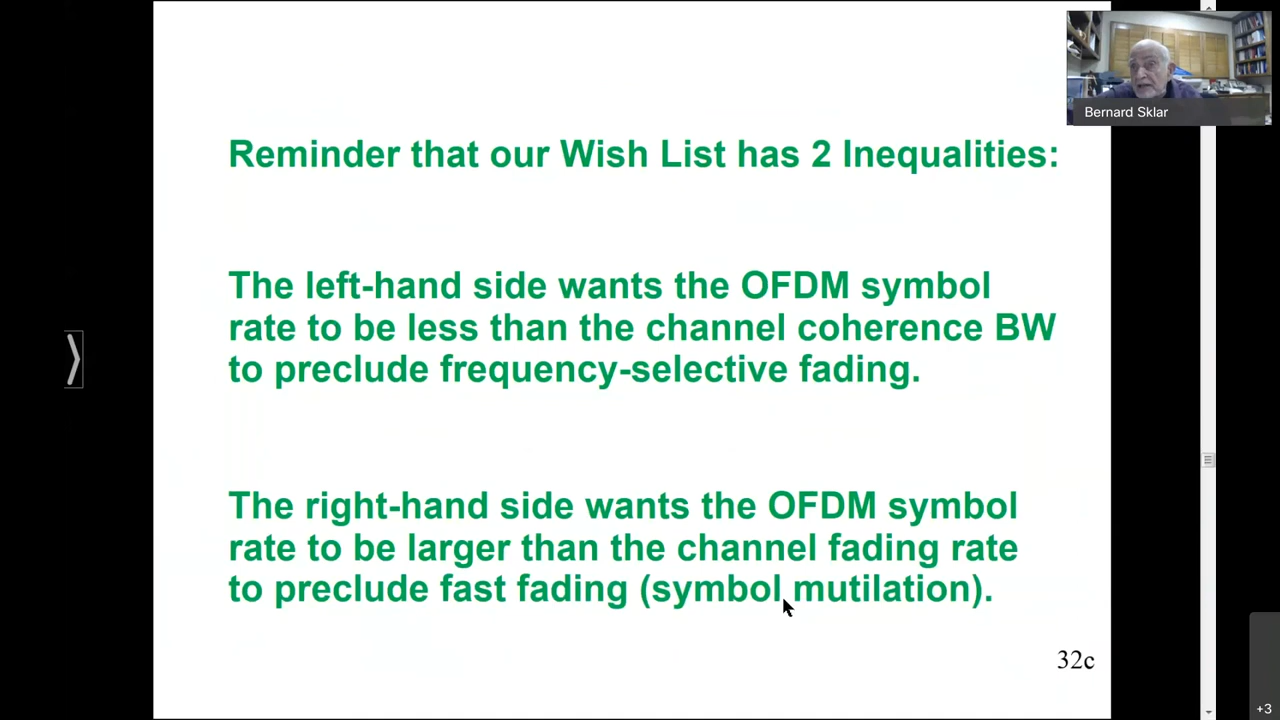 Bernard Sklar
Reminder that our Wish List has 2 Inequalities:
The left-hand side wants the OFDM symbol
rate to be less than the channel coherence BW
to preclude frequency-selective fading.
The right-hand side wants the OFDM symbol
rate to be larger than the channel fading rate
to preclude fast fading (symbol mutilation).
32c
+3